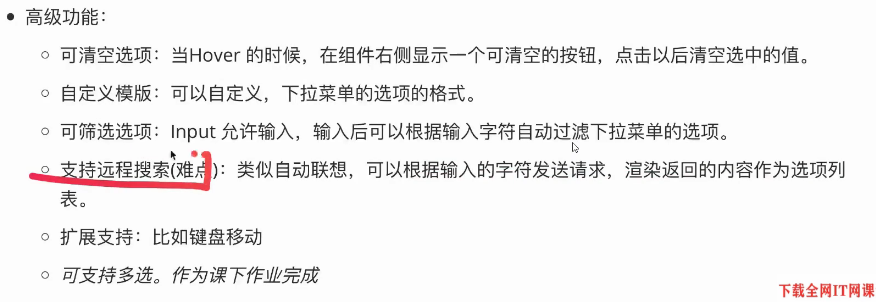 高级功能：
可清空选项：当Hover 的时候，在组件右侧显示一个可清空的按钮，点击以后清空选中的值。
自定义模版：可以自定义，下拉菜单的选项的格式。
可筛选选项：Input 允许输入，输入后可以根据输入字符自动过滤下拉菜单的选项。
支持远程搜索(难点)：类似自动联想，可以根据输入的字符发送请求，渲染返回的内容作为选项列
表。
扩展支持：比如键盘移动
可支持多选。作为课下作业完成
下载全网IT网课